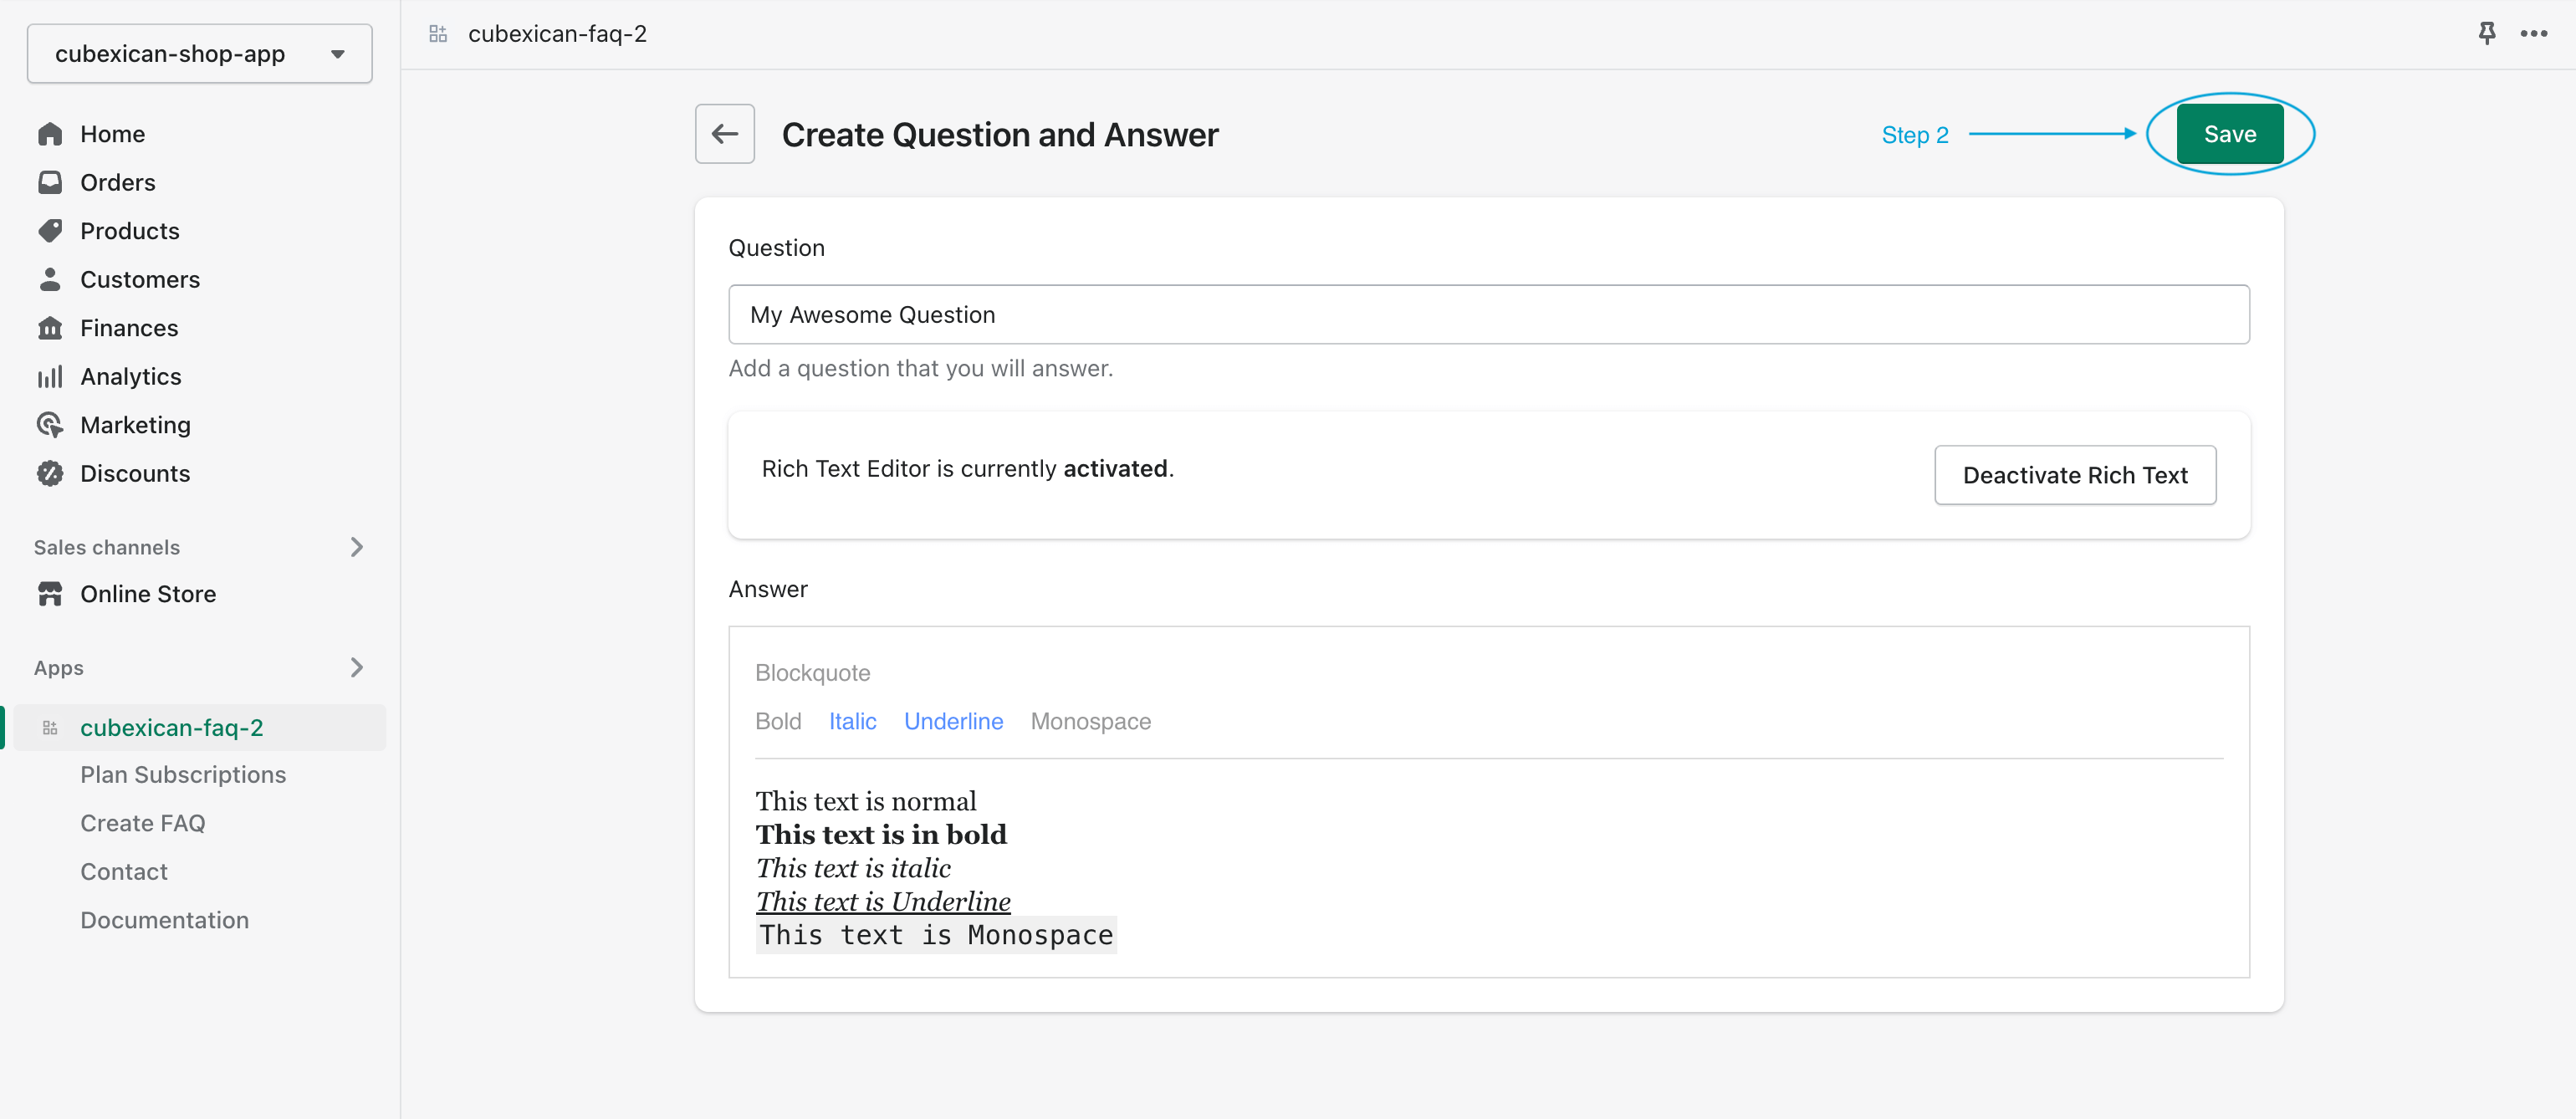 cubexican-shop-app
Home
Orders
Products
Customers
Finances
Analytics
Marketing
Discounts
Sales channels
Online Store
Apps
cubexican-faq-2
Plan Subscriptions
Create FAQ
Contact
Documentation
cubexican-faq-2
Create Question and Answer
Step 2
Save
Question
My Awesome Question
Add a question that you will answer.
Rich Text Editor is currently activated.
Deactivate Rich Text
Answer
Blockquote
Bold Italic Underline Monospace
This text is normal
This text is in bold
This text is italic
This text is Underline
This text is Monospace